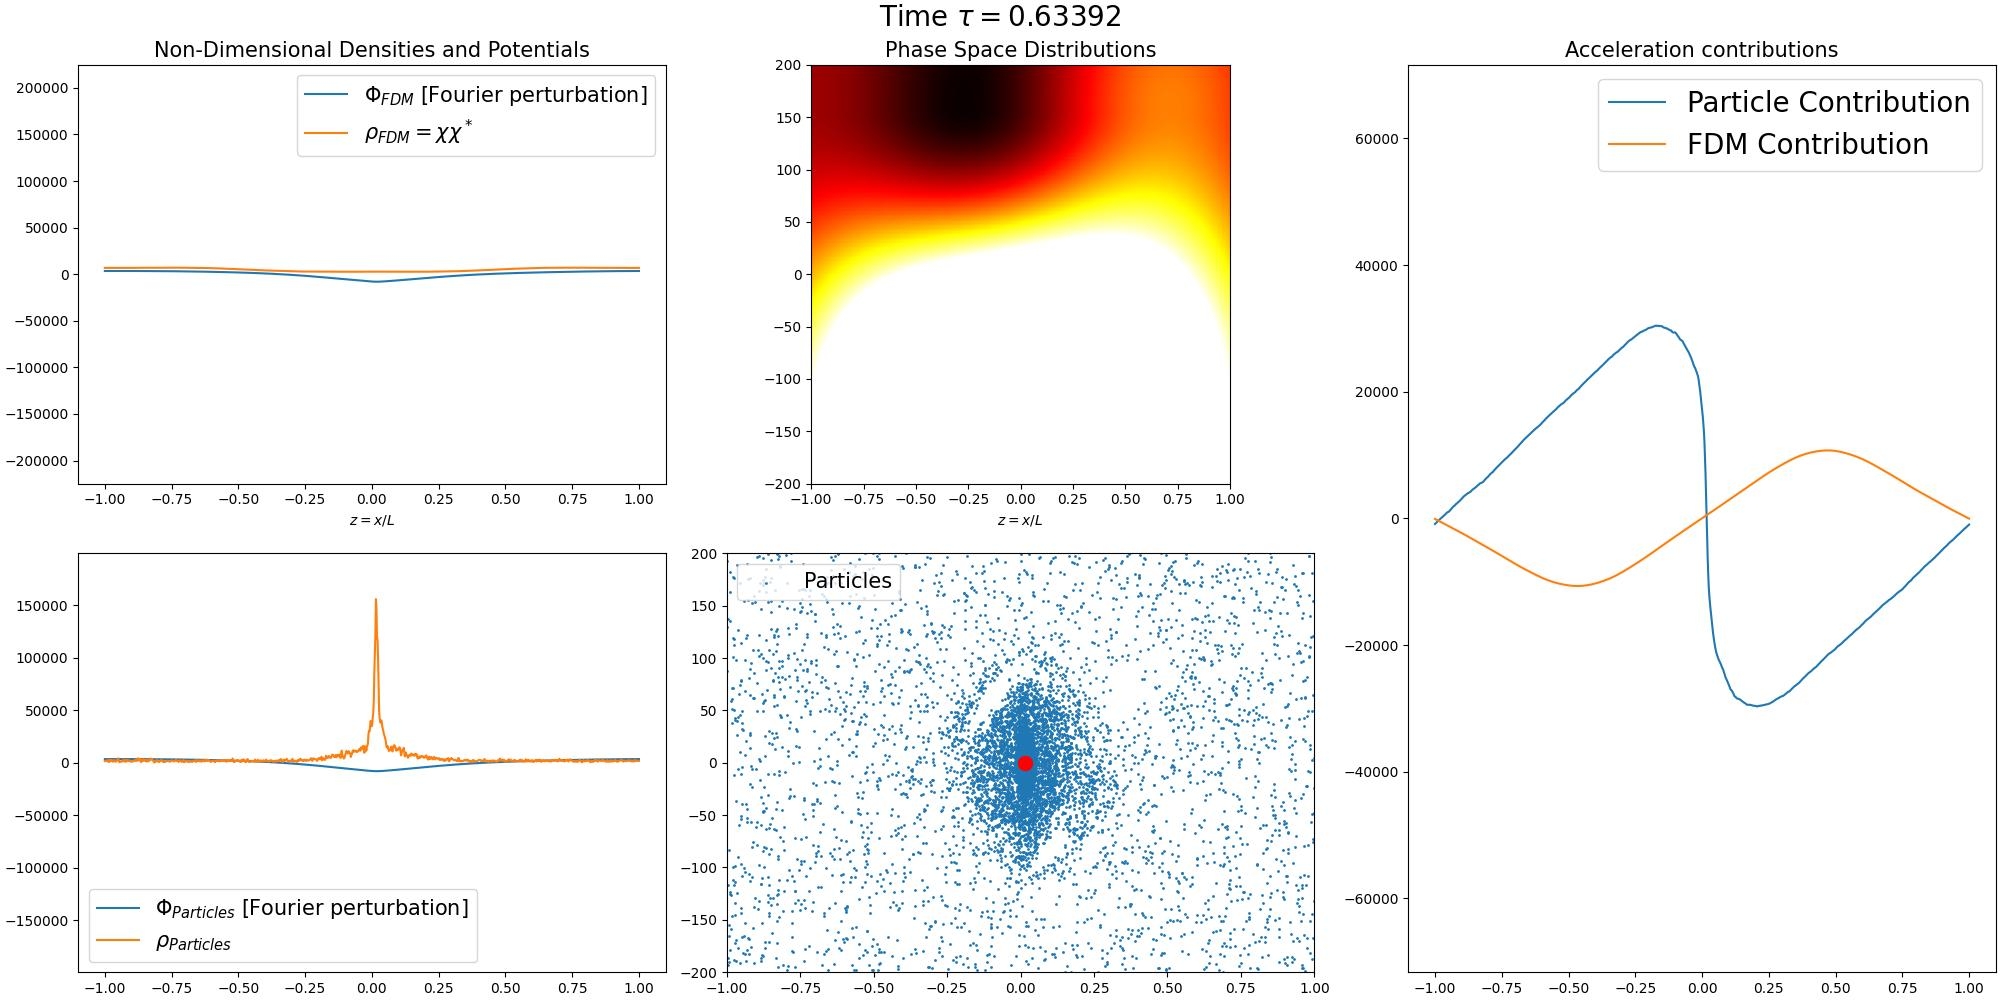 Time τ = 0.63392
Non-Dimensional Densities and Potentials
Φ_FDM [Fourier perturbation]
ρ_FDM = χχ*
200000
150000
100000
50000
0
−50000
−100000
−150000
−200000
−1.00 −0.75 −0.50 −0.25 0.00 0.25 0.50 0.75 1.00
z = x/L
Phase Space Distributions
200
150
100
50
0
−50
−100
−150
−200
−1.00 −0.75 −0.50 −0.25 0.00 0.25 0.50 0.75 1.00
z = x/L
Acceleration contributions
Particle Contribution
FDM Contribution
60000
40000
20000
0
−20000
−40000
−60000
−1.00 −0.75 −0.50 −0.25 0.00 0.25 0.50 0.75 1.00
150000
100000
50000
0
−50000
−100000
−150000
Φ_Particles [Fourier perturbation]
ρ_Particles
−1.00 −0.75 −0.50 −0.25 0.00 0.25 0.50 0.75 1.00
Particles
200
150
100
50
0
−50
−100
−150
−200
−1.00 −0.75 −0.50 −0.25 0.00 0.25 0.50 0.75 1.00